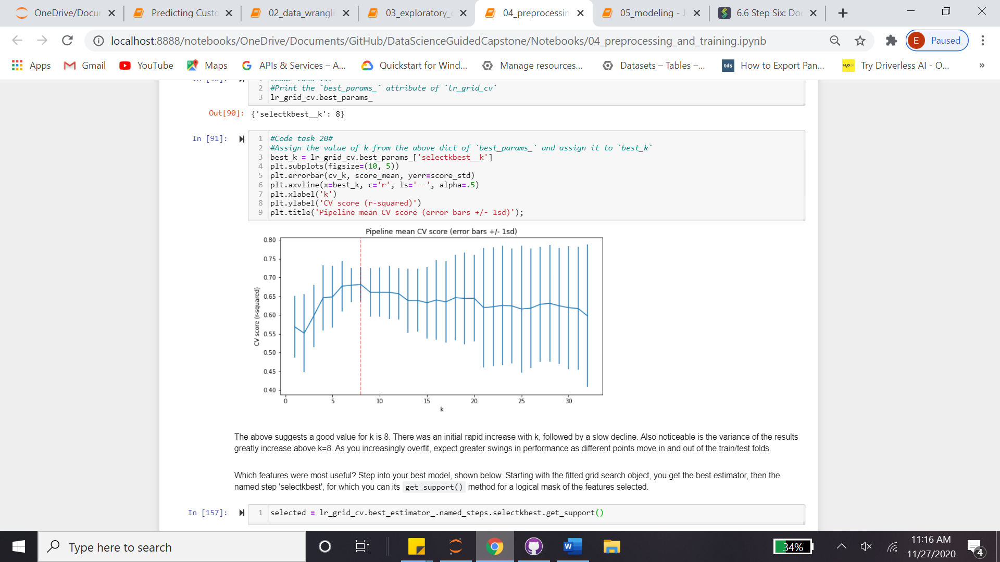 OneDrive/Docu
Predicting Custo
02_data_wrangli
03_exploratory_
04_preprocessin
05_modeling - J
6.6 Step Six: Do
localhost:8888/notebooks/OneDrive/Documents/GitHub/DataScienceGuidedCapstone/Notebooks/04_preprocessing_and_training.ipynb
E Paused
Apps
Gmail
YouTube
Maps
APIs & Services – A...
Quickstart for Wind...
Manage resources...
Datasets – Tables –...
tds How to Export Pan...
Try Driverless AI - O...
»
2 #Print the `best_params_` attribute of `lr_grid_cv`
3 lr_grid_cv.best_params_
Out[90]: {'selectkbest__k': 8}
In [91]:
1 #Code task 20#
2 #Assign the value of k from the above dict of `best_params_` and assign it to `best_k`
3 best_k = lr_grid_cv.best_params_['selectkbest__k']
4 plt.subplots(figsize=(10, 5))
5 plt.errorbar(cv_k, score_mean, yerr=score_std)
6 plt.axvline(x=best_k, c='r', ls='--', alpha=.5)
7 plt.xlabel('k')
8 plt.ylabel('CV score (r-squared)')
9 plt.title('Pipeline mean CV score (error bars +/- 1sd)');
Pipeline mean CV score (error bars +/- 1sd)
CV score (r-squared)
0.80
0.75
0.70
0.65
0.60
0.55
0.50
0.45
0.40
0 5 10 15 20 25 30
k
The above suggests a good value for k is 8. There was an initial rapid increase with k, followed by a slow decline. Also noticeable is the variance of the results
greatly increase above k=8. As you increasingly overfit, expect greater swings in performance as different points move in and out of the train/test folds.
Which features were most useful? Step into your best model, shown below. Starting with the fitted grid search object, you get the best estimator, then the
named step 'selectkbest', for which you can its get_support() method for a logical mask of the features selected.
In [157]:
1 selected = lr_grid_cv.best_estimator_.named_steps.selectkbest.get_support()
Type here to search
W
34%
11:16 AM
11/27/2020
4